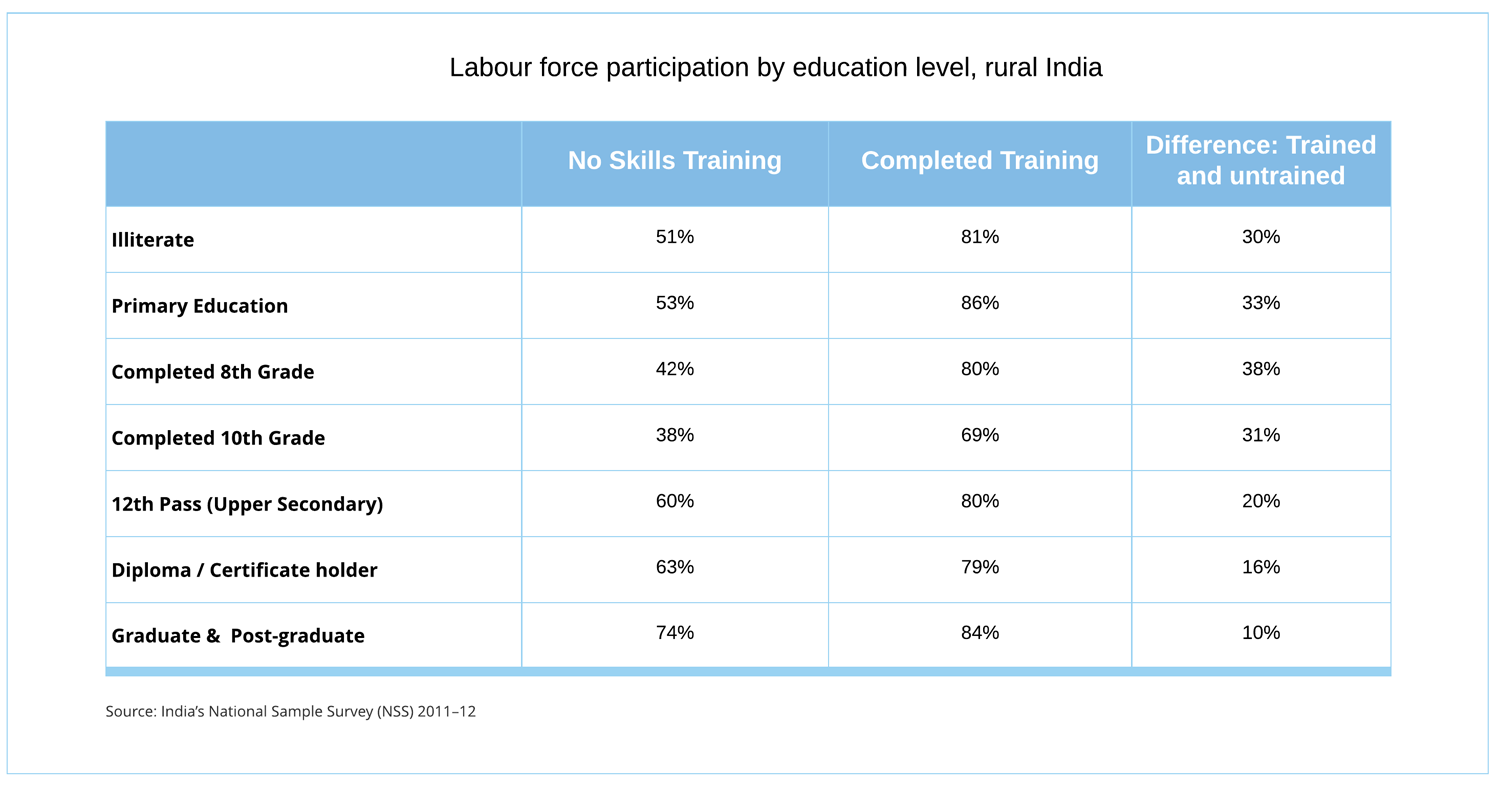 Labour force participation by education level, rural India
No Skills Training Completed Training Difference: Trained
and untrained
Illiterate 51% 81% 30%
Primary Education 53% 86% 33%
Completed 8th Grade 42% 80% 38%
Completed 10th Grade 38% 69% 31%
12th Pass (Upper Secondary) 60% 80% 20%
Diploma / Certificate holder 63% 79% 16%
Graduate &  Post-graduate 74% 84% 10%
Source: India’s National Sample Survey (NSS) 2011–12